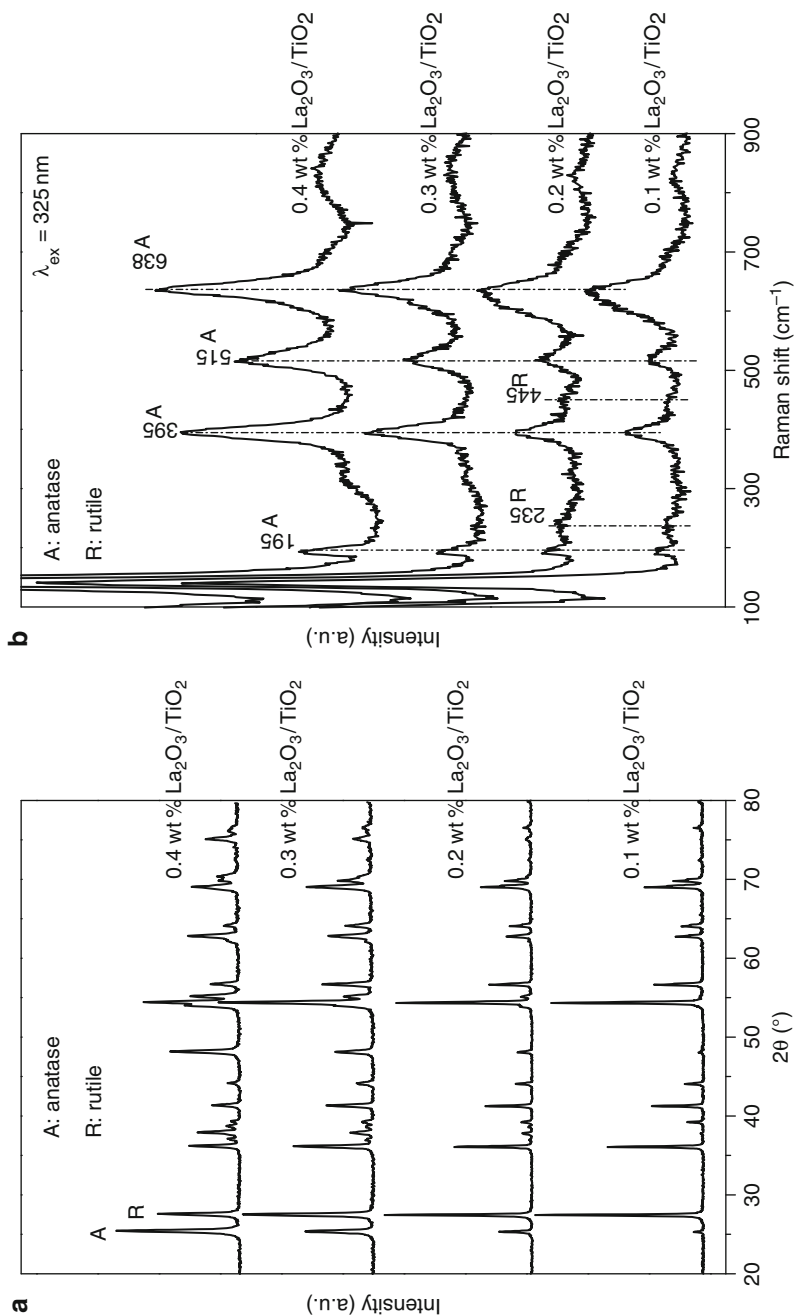 a
A: anatase
R: rutile
A
R
0.4 wt % La₂O₃/TiO₂
0.3 wt % La₂O₃/TiO₂
0.2 wt % La₂O₃/TiO₂
0.1 wt % La₂O₃/TiO₂
Intensity (a.u.)
20 30 40 50 60 70 80
2θ (°)
b
A: anatase
R: rutile
λex = 325 nm
195 A
395 A
515 A
638 A
235 R
445 R
0.4 wt % La₂O₃/TiO₂
0.3 wt % La₂O₃/TiO₂
0.2 wt % La₂O₃/TiO₂
0.1 wt % La₂O₃/TiO₂
Intensity (a.u.)
100 300 500 700 900
Raman shift (cm⁻¹)